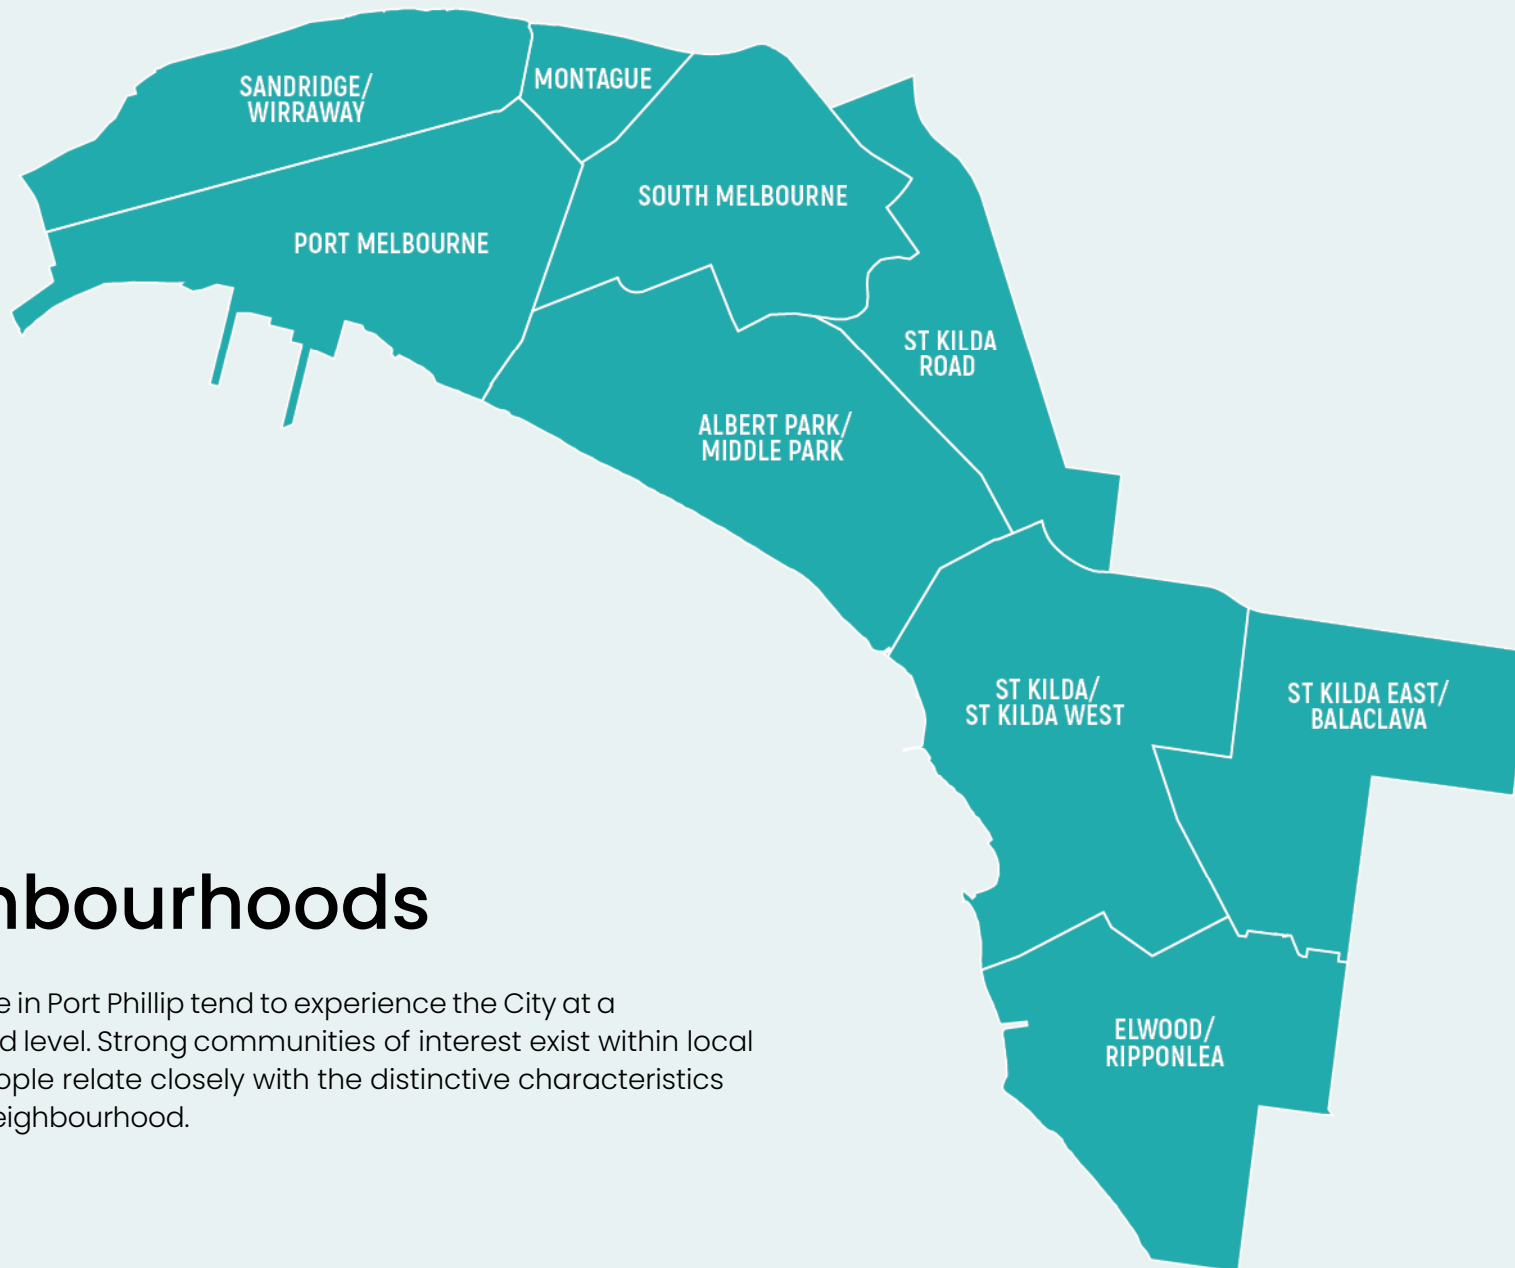 SANDRIDGE/
WIRRAWAY
MONTAGUE
SOUTH MELBOURNE
PORT MELBOURNE
ST KILDA
ROAD
ALBERT PARK/
MIDDLE PARK
ST KILDA/
ST KILDA WEST
ST KILDA EAST/
BALACLAVA
nbourhoods
e in Port Phillip tend to experience the City at a
d level. Strong communities of interest exist within local
ople relate closely with the distinctive characteristics
eighbourhood.
ELWOOD/
RIPPONLEA